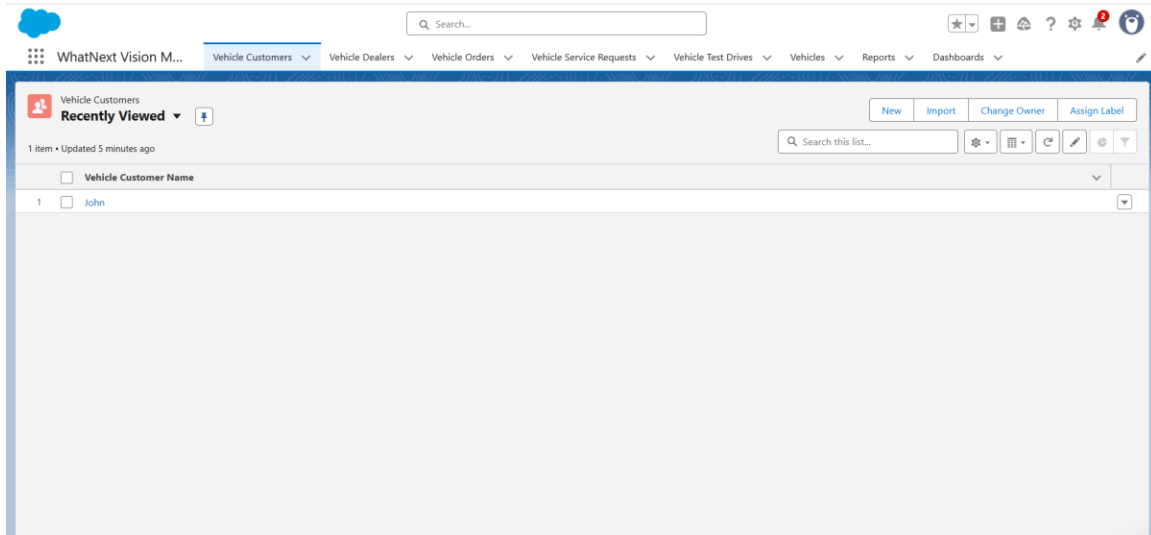 Search...
2
WhatNext Vision M... Vehicle Customers Vehicle Dealers Vehicle Orders Vehicle Service Requests Vehicle Test Drives Vehicles Reports Dashboards
Vehicle Customers
Recently Viewed
New Import Change Owner Assign Label
1 item • Updated 5 minutes ago
Search this list...
Vehicle Customer Name
1 John